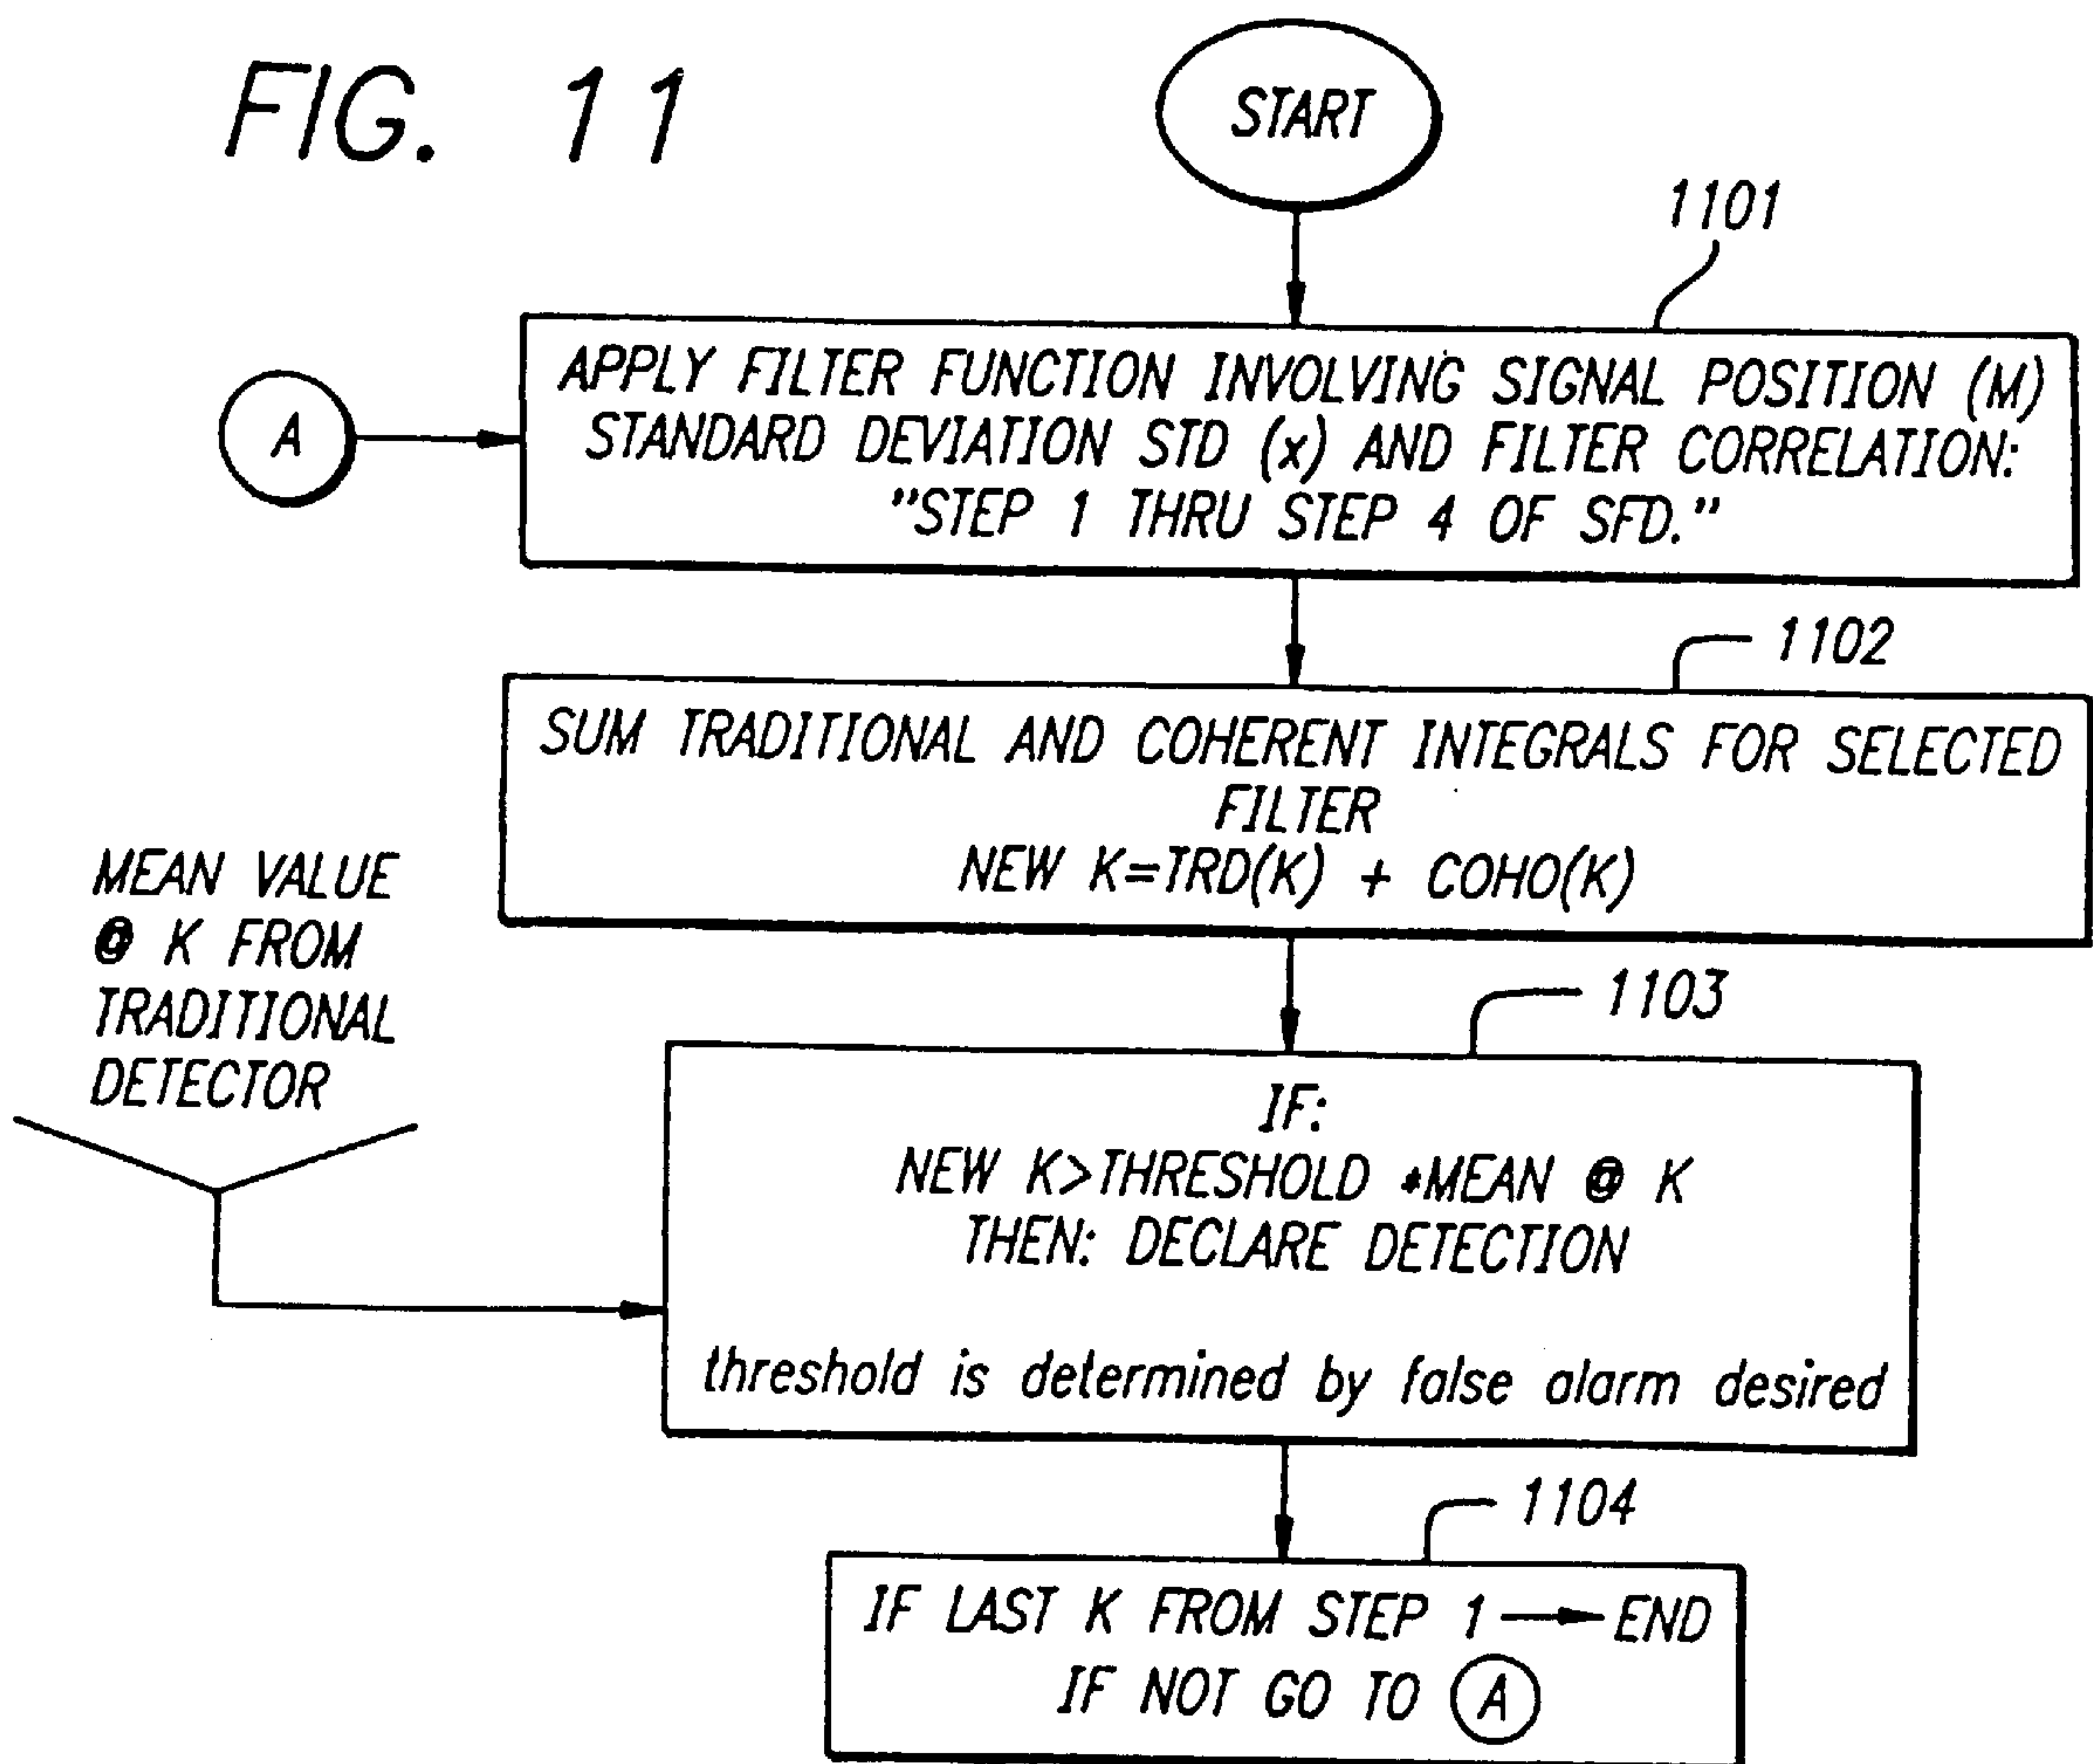 FIG. 11
START
1101
A
APPLY FILTER FUNCTION INVOLVING SIGNAL POSITION (M)
STANDARD DEVIATION STD (x) AND FILTER CORRELATION:
"STEP 1 THRU STEP 4 OF SFD."
1102
SUM TRADITIONAL AND COHERENT INTEGRALS FOR SELECTED
FILTER
NEW K=TRD(K) + COHO(K)
MEAN VALUE
@ K FROM
TRADITIONAL
DETECTOR
1103
IF:
NEW K>THRESHOLD *MEAN @ K
THEN: DECLARE DETECTION
threshold is determined by false alarm desired
1104
IF LAST K FROM STEP 1 → END
IF NOT GO TO A